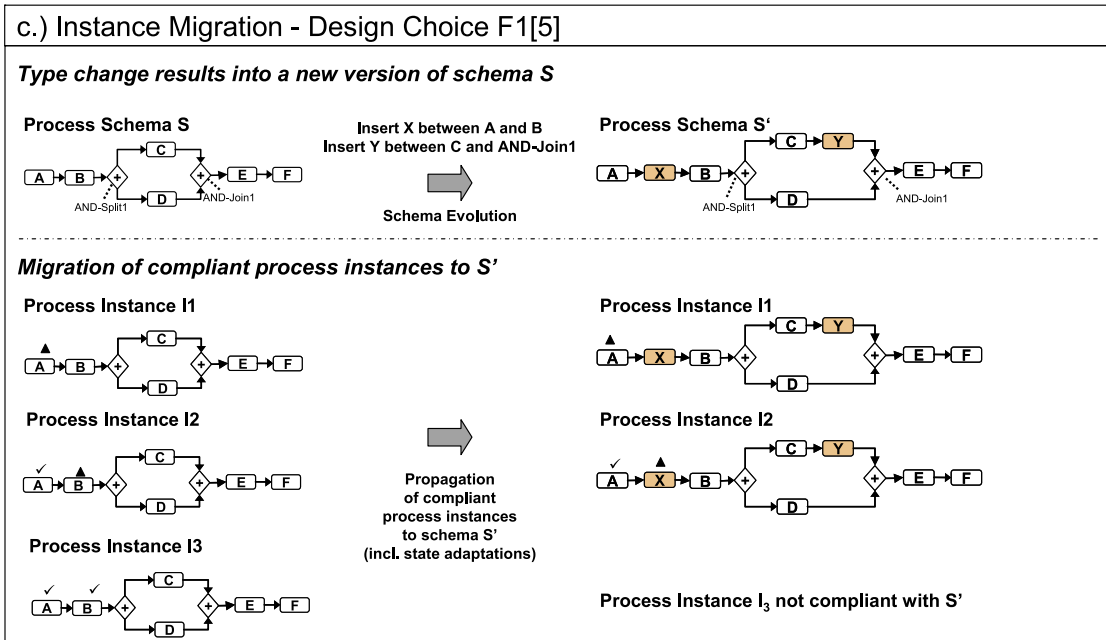 c.) Instance Migration - Design Choice F1[5]
Type change results into a new version of schema S
Process Schema S
A B + C D + E F
AND-Split1
AND-Join1
Insert X between A and B
Insert Y between C and AND-Join1
Schema Evolution
Process Schema S‘
A X B + C Y D + E F
AND-Split1
AND-Join1
Migration of compliant process instances to S’
Process Instance I1
A B + C D + E F
Process Instance I1
A X B + C Y D + E F
Process Instance I2
✓
A B + C D + E F
Propagation
of compliant
process instances
to schema S’
(incl. state adaptations)
Process Instance I2
✓
A X B + C Y D + E F
Process Instance I3
✓ ✓
A B + C D + E F
Process Instance I₃ not compliant with S’